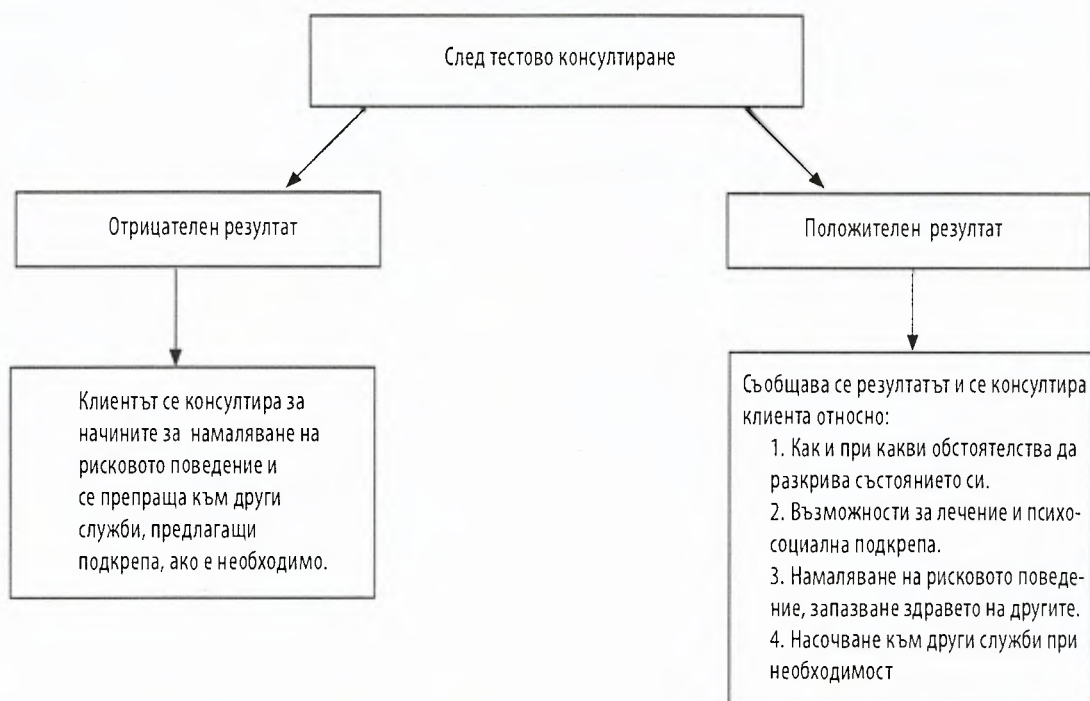 След тестово консултиране
Отрицателен резултат
Положителен резултат
Клиентът се консултира за
начините за намаляване на
рисковото поведение и
се препраща към други
служби, предлагащи
подкрепа, ако е необходимо.
Съобщава се резултатът и се консултира
клиента относно:
1. Как и при какви обстоятелства да
разкрива състоянието си.
2. Възможности за лечение и психо-
социална подкрепа.
3. Намаляване на рисковото поведе-
ние, запазване здравето на другите.
4. Насочване към други служби при
необходимост